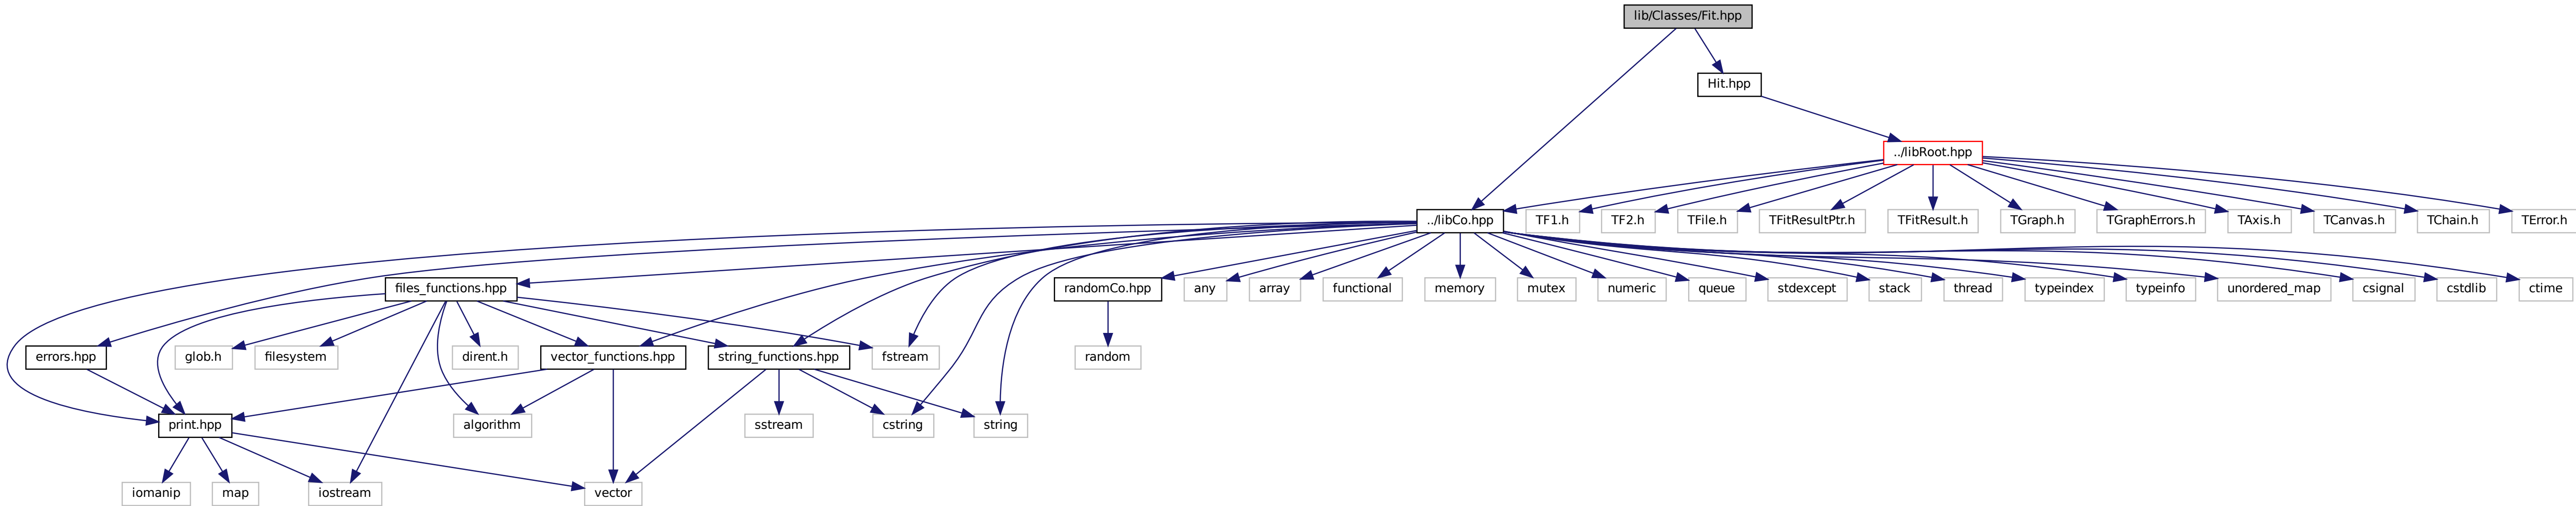 lib/Classes/Fit.hpp
Hit.hpp
../libRoot.hpp
../libCo.hpp
TF1.h
TF2.h
TFile.h
TFitResultPtr.h
TFitResult.h
TGraph.h
TGraphErrors.h
TAxis.h
TCanvas.h
TChain.h
TError.h
files_functions.hpp
randomCo.hpp
any
array
functional
memory
mutex
numeric
queue
stdexcept
stack
thread
typeindex
typeinfo
unordered_map
csignal
cstdlib
ctime
errors.hpp
glob.h
filesystem
dirent.h
vector_functions.hpp
string_functions.hpp
fstream
random
print.hpp
algorithm
sstream
cstring
string
iomanip
map
iostream
vector